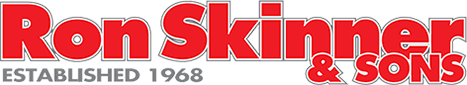 Ron Skinner
& SONS
ESTABLISHED 1968